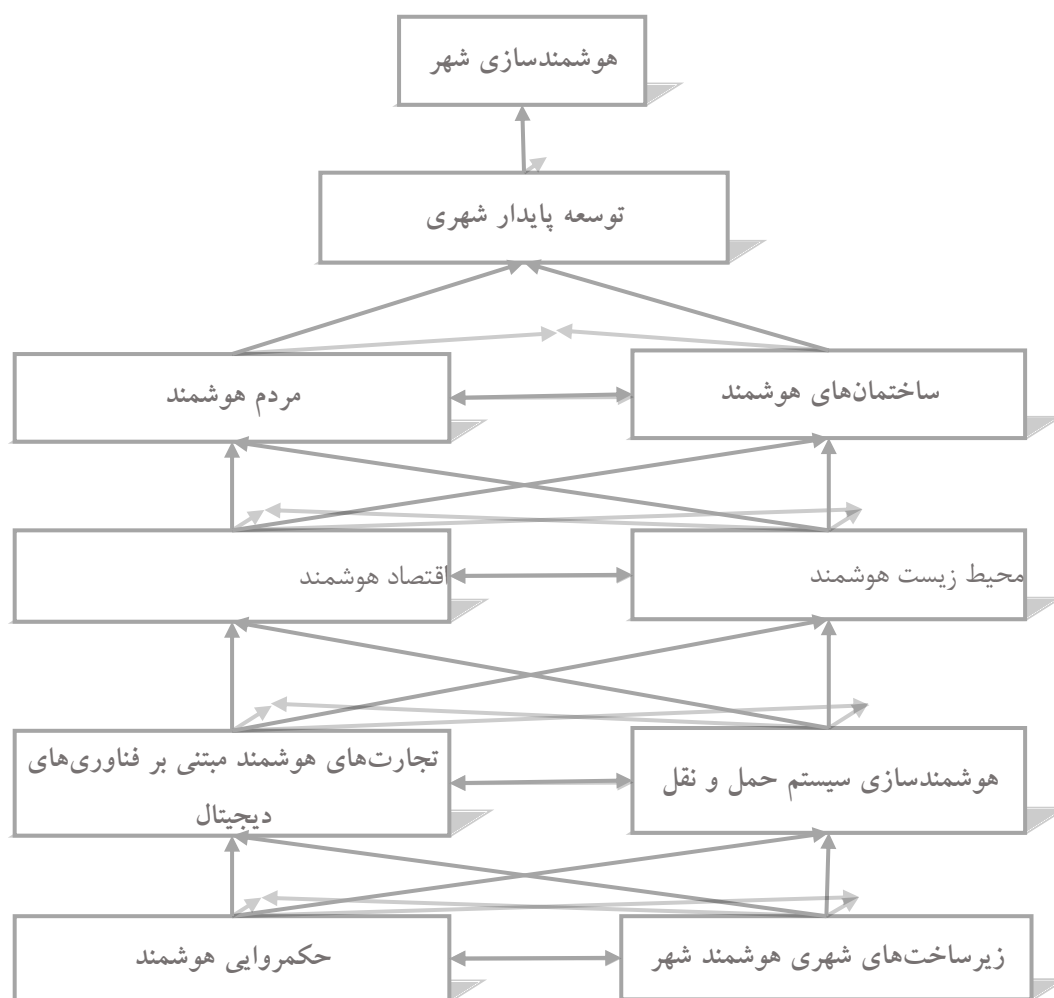 هوشمندسازی شهر
توسعه پایدار شهری
ساختمان‌های هوشمند
مردم هوشمند
محیط زیست هوشمند
اقتصاد هوشمند
هوشمندسازی سیستم حمل و نقل
تجارت‌های هوشمند مبتنی بر فناوری‌های
دیجیتال
زیرساخت‌های شهری هوشمند شهر
حکمروایی هوشمند